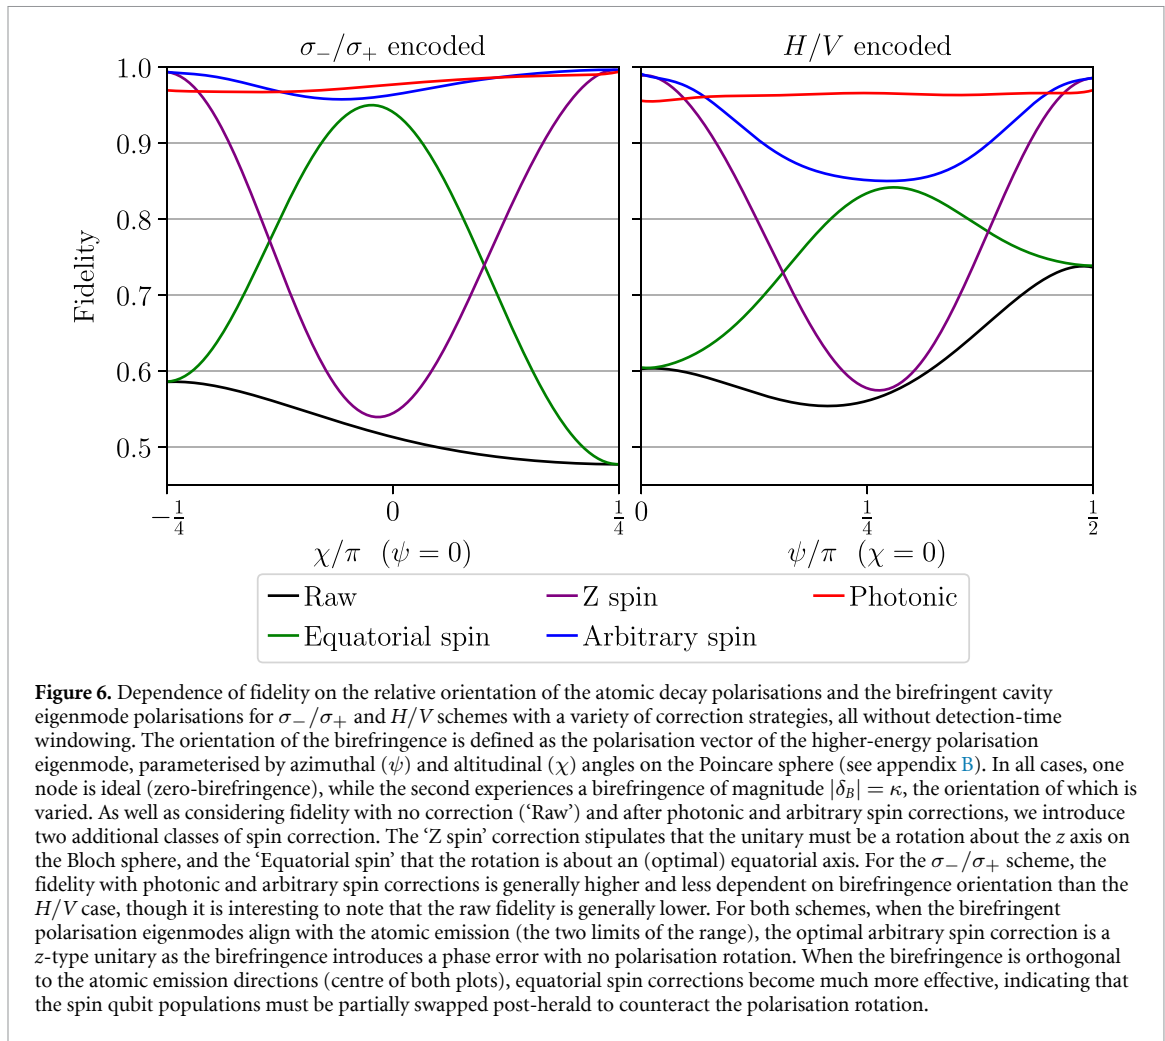 σ₋/σ₊ encoded
H/V encoded
1.0
0.9
0.8
0.7
0.6
0.5
Fidelity
−1/4
0
1/4
0
1/4
1/2
χ/π (ψ = 0)
ψ/π (χ = 0)
Raw
Z spin
Photonic
Equatorial spin
Arbitrary spin
Figure 6. Dependence of fidelity on the relative orientation of the atomic decay polarisations and the birefringent cavity
eigenmode polarisations for σ₋/σ₊ and H/V schemes with a variety of correction strategies, all without detection-time
windowing. The orientation of the birefringence is defined as the polarisation vector of the higher-energy polarisation
eigenmode, parameterised by azimuthal (ψ) and altitudinal (χ) angles on the Poincare sphere (see appendix B). In all cases, one
node is ideal (zero-birefringence), while the second experiences a birefringence of magnitude |δ_B| = κ, the orientation of which is
varied. As well as considering fidelity with no correction (‘Raw’) and after photonic and arbitrary spin corrections, we introduce
two additional classes of spin correction. The ‘Z spin’ correction stipulates that the unitary must be a rotation about the z axis on
the Bloch sphere, and the ‘Equatorial spin’ that the rotation is about an (optimal) equatorial axis. For the σ₋/σ₊ scheme, the
fidelity with photonic and arbitrary spin corrections is generally higher and less dependent on birefringence orientation than the
H/V case, though it is interesting to note that the raw fidelity is generally lower. For both schemes, when the birefringent
polarisation eigenmodes align with the atomic emission (the two limits of the range), the optimal arbitrary spin correction is a
z-type unitary as the birefringence introduces a phase error with no polarisation rotation. When the birefringence is orthogonal
to the atomic emission directions (centre of both plots), equatorial spin corrections become much more effective, indicating that
the spin qubit populations must be partially swapped post-herald to counteract the polarisation rotation.